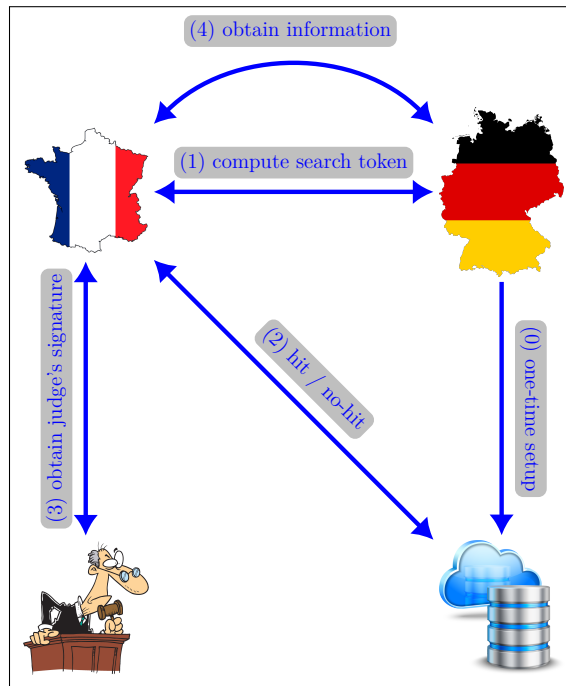 (4) obtain information
(1) compute search token
(3) obtain judge's signature
(2) hit / no-hit
(0) one-time setup